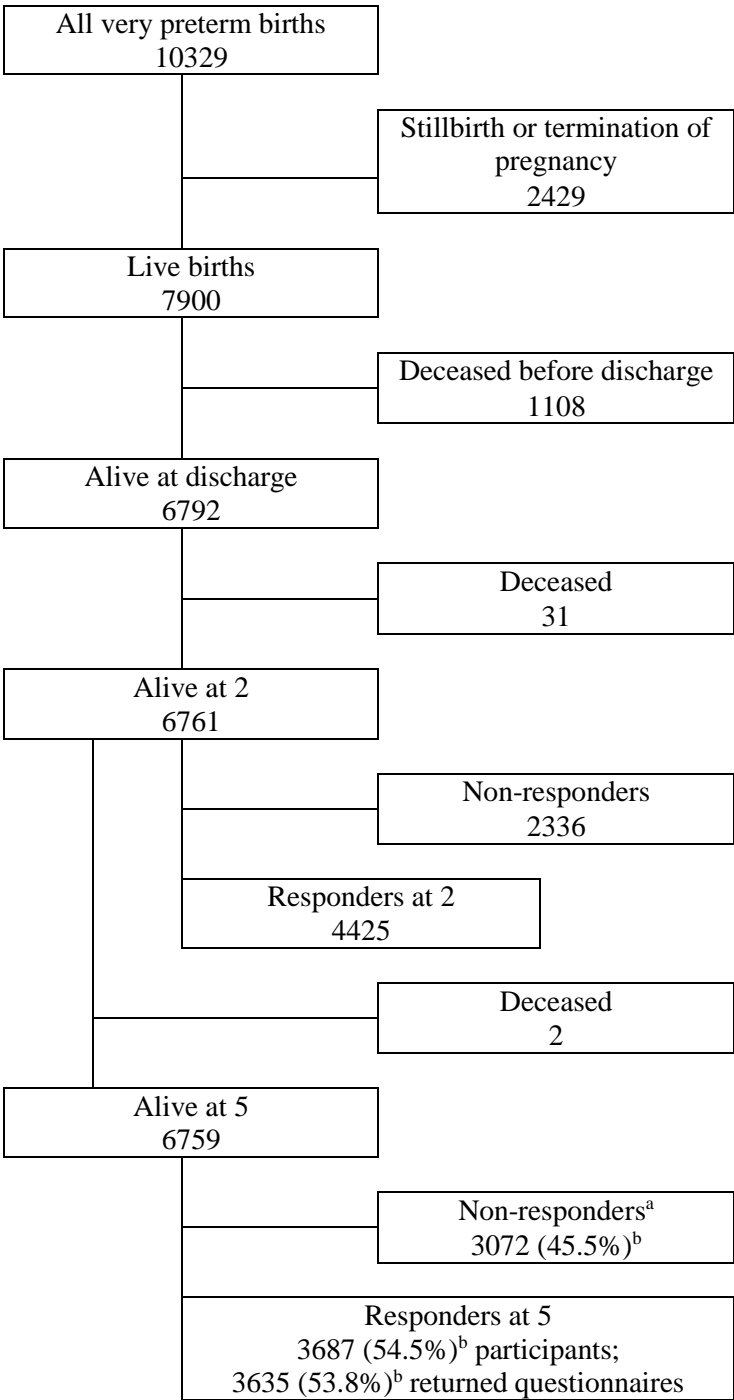 All very preterm births
10329
Stillbirth or termination of
pregnancy
2429
Live births
7900
Deceased before discharge
1108
Alive at discharge
6792
Deceased
31
Alive at 2
6761
Non-responders
2336
Responders at 2
4425
Deceased
2
Alive at 5
6759
Non-respondersᵃ
3072 (45.5%)ᵇ
Responders at 5
3687 (54.5%)ᵇ participants;
3635 (53.8%)ᵇ returned questionnaires